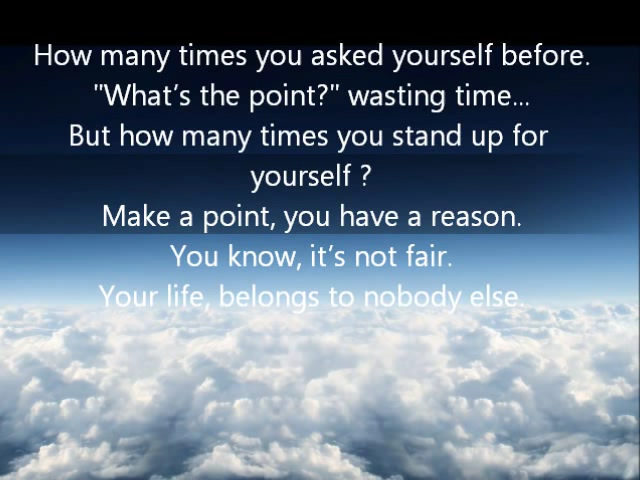 How many times you asked yourself before.
"What's the point?" wasting time...
But how many times you stand up for
yourself ?
Make a point, you have a reason.
You know, it's not fair.
Your life, belongs to nobody else.